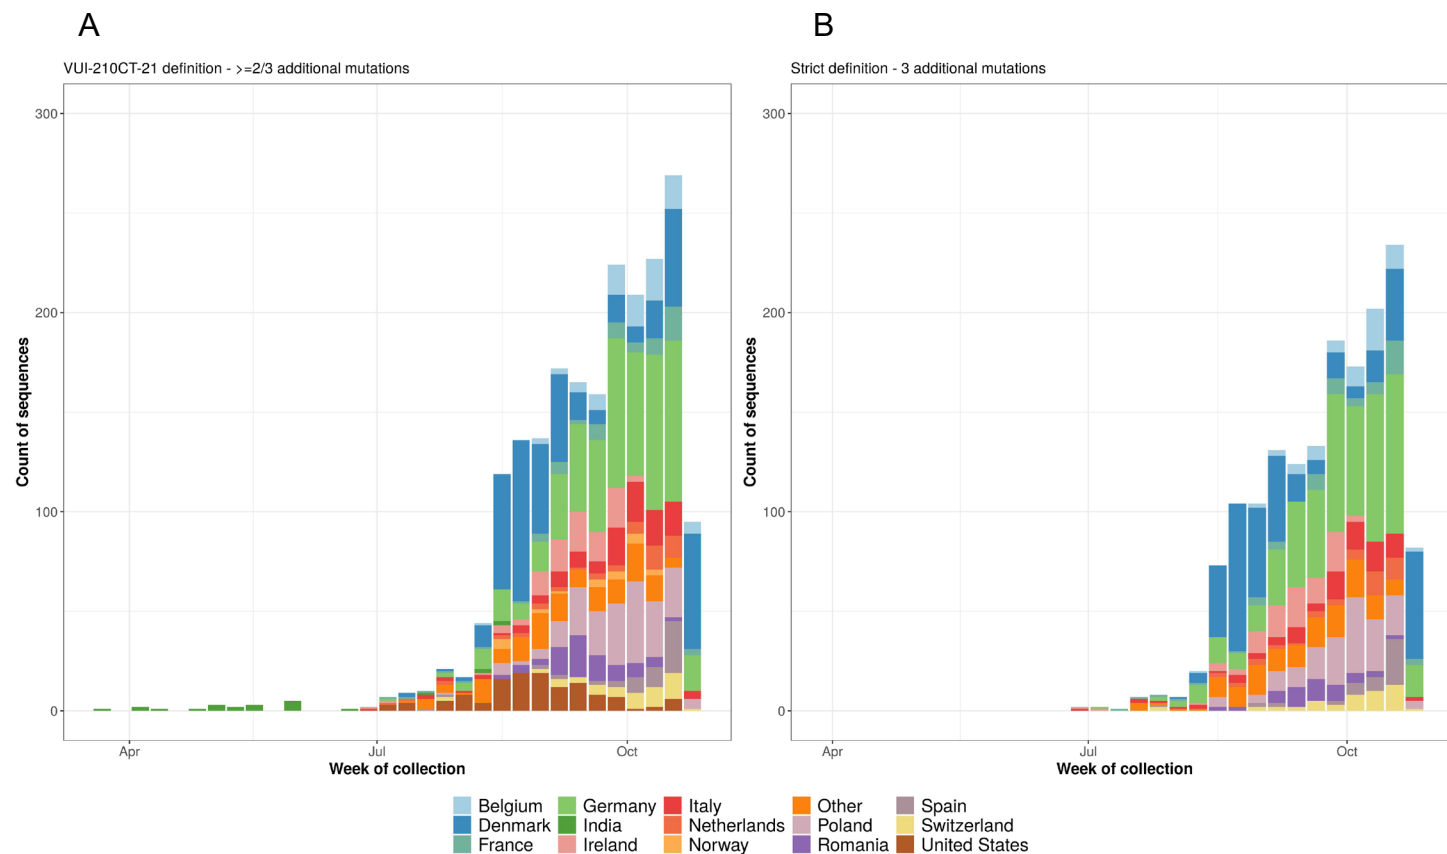 A
B
VUI-210CT-21 definition - >=2/3 additional mutations
Strict definition - 3 additional mutations
300
200
100
0
Count of sequences
Apr
Jul
Oct
Week of collection
300
200
100
0
Count of sequences
Apr
Jul
Oct
Week of collection
Belgium
Germany
Italy
Other
Spain
Denmark
India
Netherlands
Poland
Switzerland
France
Ireland
Norway
Romania
United States